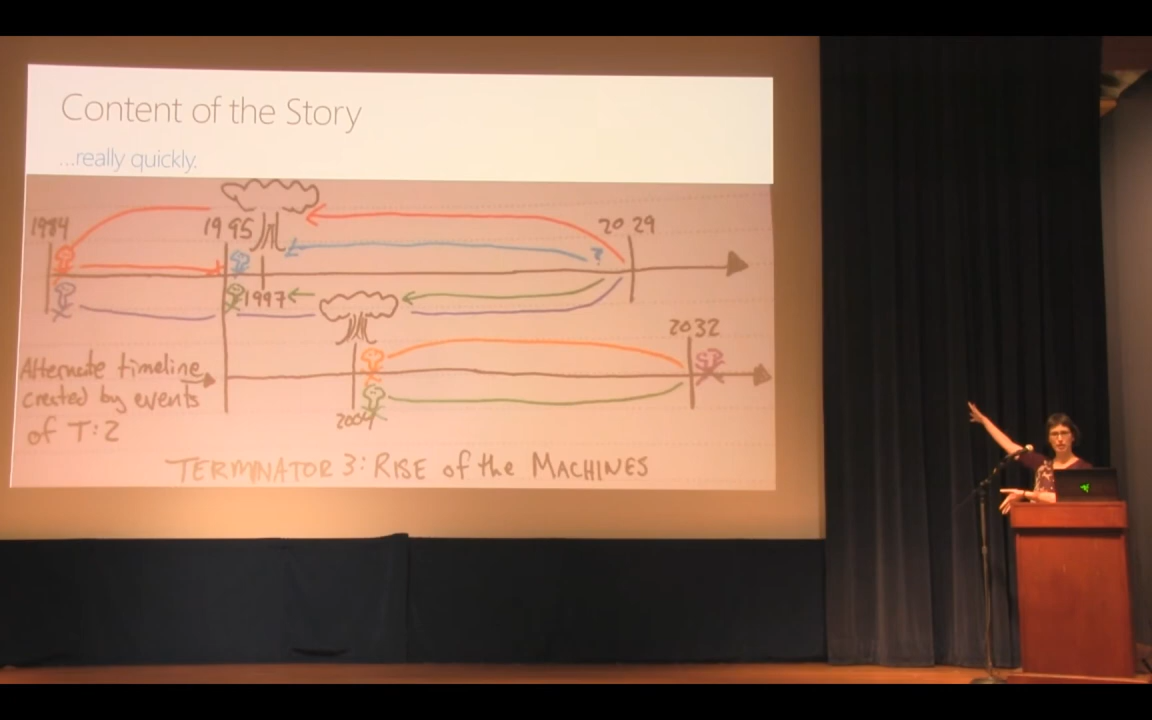 Content of the Story
...really quickly.
1984
1995
2029
?
1997
2032
Alternate timeline
created by events
of T:2
2004
TERMINATOR 3: RISE of the MACHINES